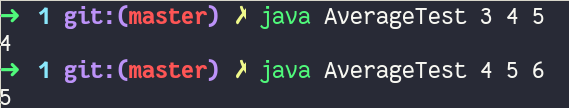 ➜ 1 git:(master) ✗ java AverageTest 3 4 5
4
➜ 1 git:(master) ✗ java AverageTest 4 5 6
5